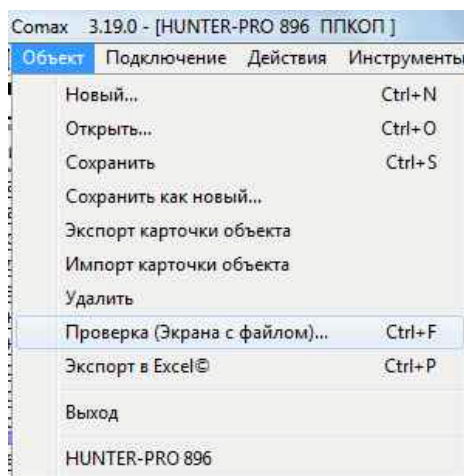 Comax 3.19.0 - [HUNTER-PRO 896 ППКОП ]
Объект Подключение Действия Инструменты
Новый... Ctrl+N
Открыть... Ctrl+O
Сохранить Ctrl+S
Сохранить как новый...
Экспорт карточки объекта
Импорт карточки объекта
Удалить
Проверка (Экрана с файлом)... Ctrl+F
Экспорт в Excel© Ctrl+P
Выход
HUNTER-PRO 896